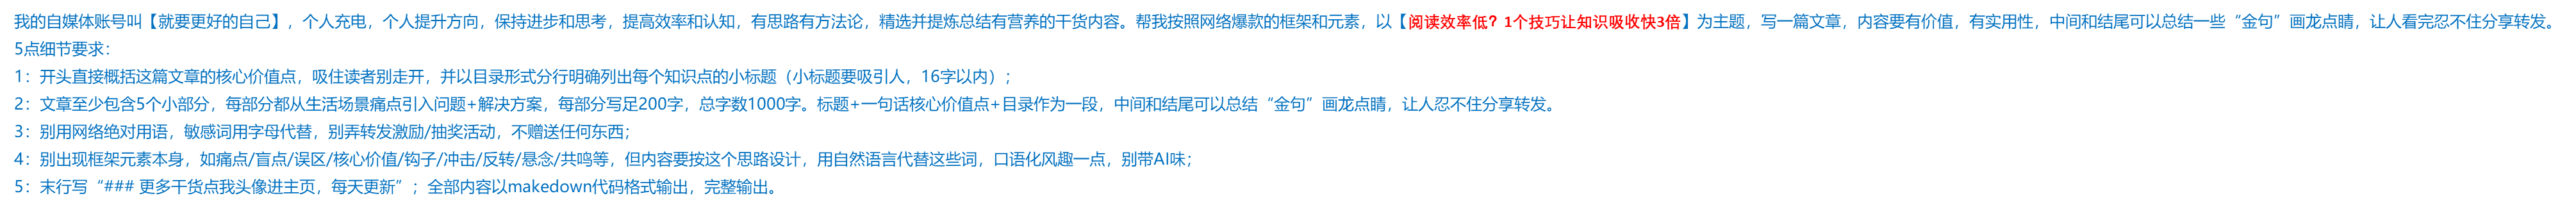 我的自媒体账号叫【就要更好的自己】，个人充电，个人提升方向，保持进步和思考，提高效率和认知，有思路有方法论，精选并提炼总结有营养的干货内容。帮我按照网络爆款的框架和元素，以【阅读效率低？1个技巧让知识吸收快3倍】为主题，写一篇文章，内容要有价值，有实用性，中间和结尾可以总结一些“金句”画龙点睛，让人看完忍不住分享转发。
5点细节要求：
1：开头直接概括这篇文章的核心价值点，吸住读者别走开，并以目录形式分行明确列出每个知识点的小标题（小标题要吸引人，16字以内）；
2：文章至少包含5个小部分，每部分都从生活场景痛点引入问题+解决方案，每部分写足200字，总字数1000字。标题+一句话核心价值点+目录作为一段，中间和结尾可以总结“金句”画龙点睛，让人忍不住分享转发。
3：别用网络绝对用语，敏感词用字母代替，别弄转发激励/抽奖活动，不赠送任何东西；
4：别出现框架元素本身，如痛点/盲点/误区/核心价值/钩子/冲击/反转/悬念/共鸣等，但内容要按这个思路设计，用自然语言代替这些词，口语化风趣一点，别带AI味；
5：末行写“### 更多干货点我头像进主页，每天更新”；全部内容以makedown代码格式输出，完整输出。